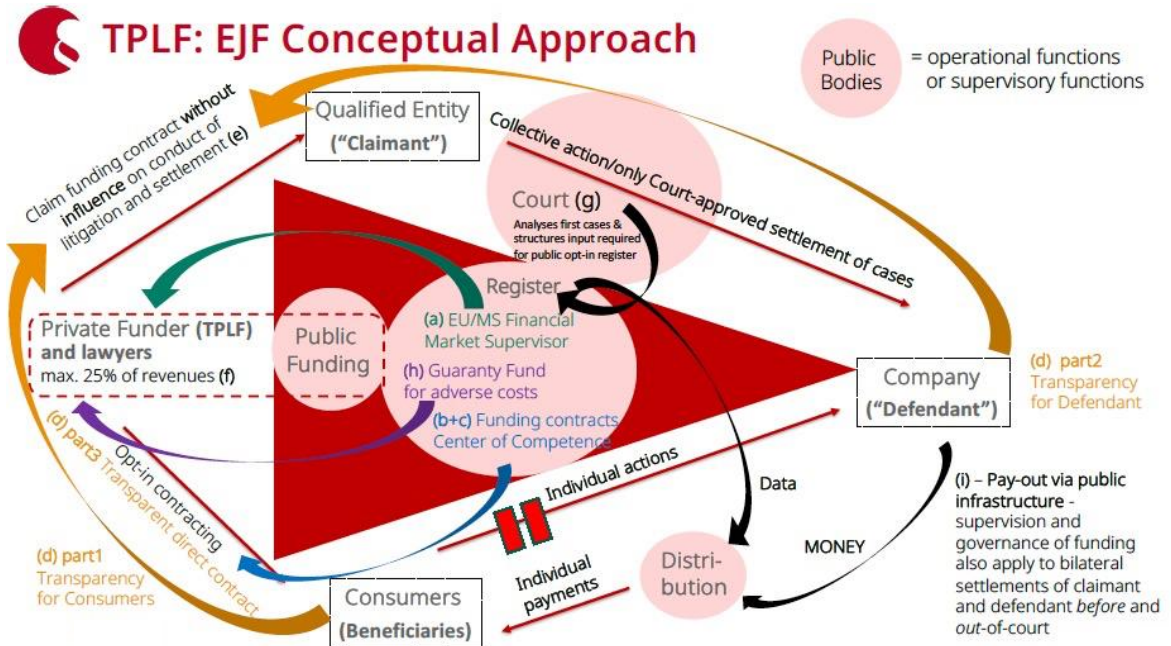 TPLF: EJF Conceptual Approach
Public
Bodies
= operational functions
or supervisory functions
Claim funding contract without
influence on conduct of
litigation and settlement (e)
Qualified Entity
(“Claimant”)
Collective action/only Court-approved settlement of cases
Court (g)
Analyses first cases &
structures input required
for public opt-in register
Register
Private Funder (TPLF)
and lawyers
max. 25% of revenues (f)
Public
Funding
(a) EU/MS Financial
Market Supervisor
(h) Guaranty Fund
for adverse costs
(b+c) Funding contracts
Center of Competence
Company
(“Defendant”)
(d) part2
Transparency
for Defendant
(d) part3 Transparent direct contract
Opt-in contracting
Individual actions
Data
MONEY
(i) – Pay-out via public
infrastructure -
supervision and
governance of funding
also apply to bilateral
settlements of claimant
and defendant before and
out-of-court
(d) part1
Transparency
for Consumers
Consumers
(Beneficiaries)
Individual
payments
Distri-
bution